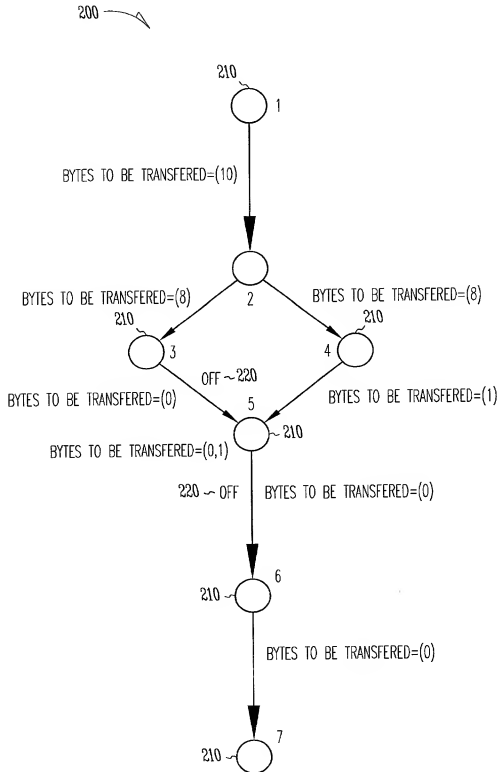 200
210
1
BYTES TO BE TRANSFERED=(10)
2
BYTES TO BE TRANSFERED=(8)
BYTES TO BE TRANSFERED=(8)
210
3
210
4
OFF~220
BYTES TO BE TRANSFERED=(0)
BYTES TO BE TRANSFERED=(1)
5
210
BYTES TO BE TRANSFERED=(0,1)
220~OFF
BYTES TO BE TRANSFERED=(0)
6
210
BYTES TO BE TRANSFERED=(0)
7
210